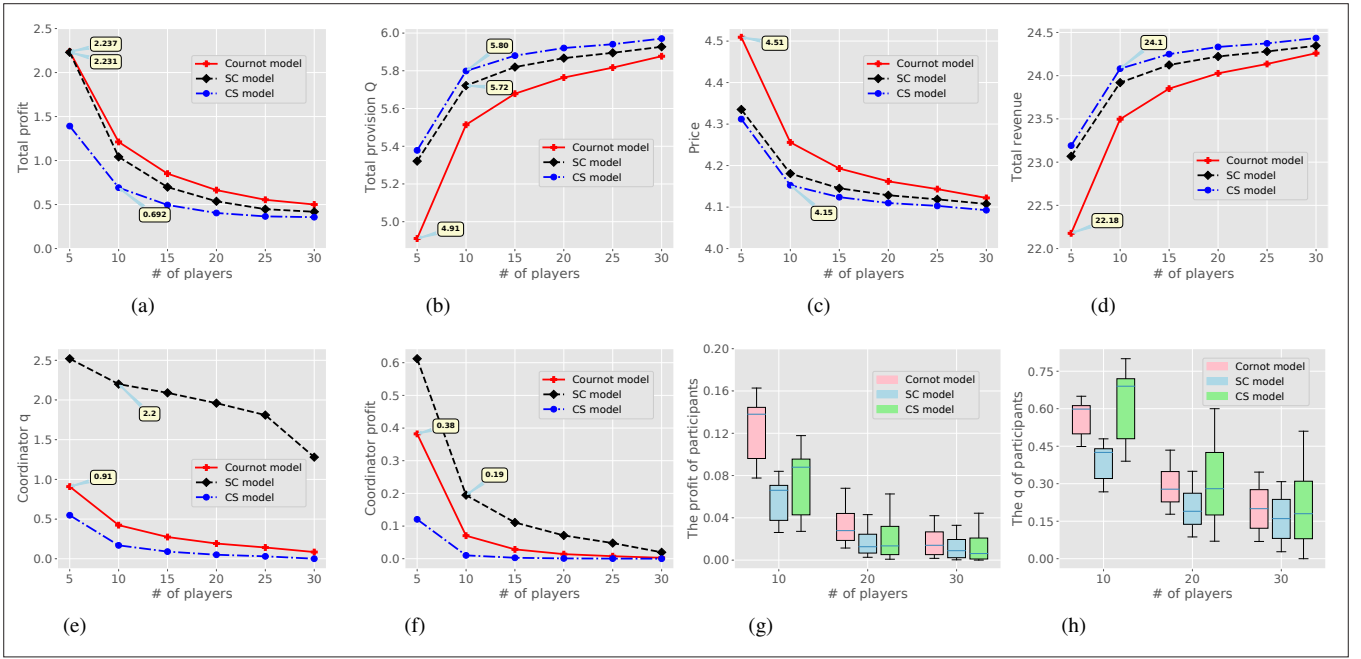 2.5
2.0
1.5
1.0
0.5
0.0
Total profit
2.237
2.231
0.692
Cournot model
SC model
CS model
5 10 15 20 25 30
# of players
(a)
6.0
5.8
5.6
5.4
5.2
5.0
Total provision Q
5.80
5.72
4.91
Cournot model
SC model
CS model
5 10 15 20 25 30
# of players
(b)
4.5
4.4
4.3
4.2
4.1
4.0
Price
4.51
4.15
Cournot model
SC model
CS model
5 10 15 20 25 30
# of players
(c)
24.5
24.0
23.5
23.0
22.5
22.0
Total revenue
24.1
22.18
Cournot model
SC model
CS model
5 10 15 20 25 30
# of players
(d)
2.5
2.0
1.5
1.0
0.5
0.0
Coordinator q
2.2
0.91
Cournot model
SC model
CS model
5 10 15 20 25 30
# of players
(e)
0.6
0.5
0.4
0.3
0.2
0.1
0.0
Coordinator profit
0.38
0.19
Cournot model
SC model
CS model
5 10 15 20 25 30
# of players
(f)
0.20
0.16
0.12
0.08
0.04
0.00
The profit of participants
Cornot model
SC model
CS model
10 20 30
# of players
(g)
0.75
0.60
0.45
0.30
0.15
0.00
The q of participants
Cornot model
SC model
CS model
10 20 30
# of players
(h)